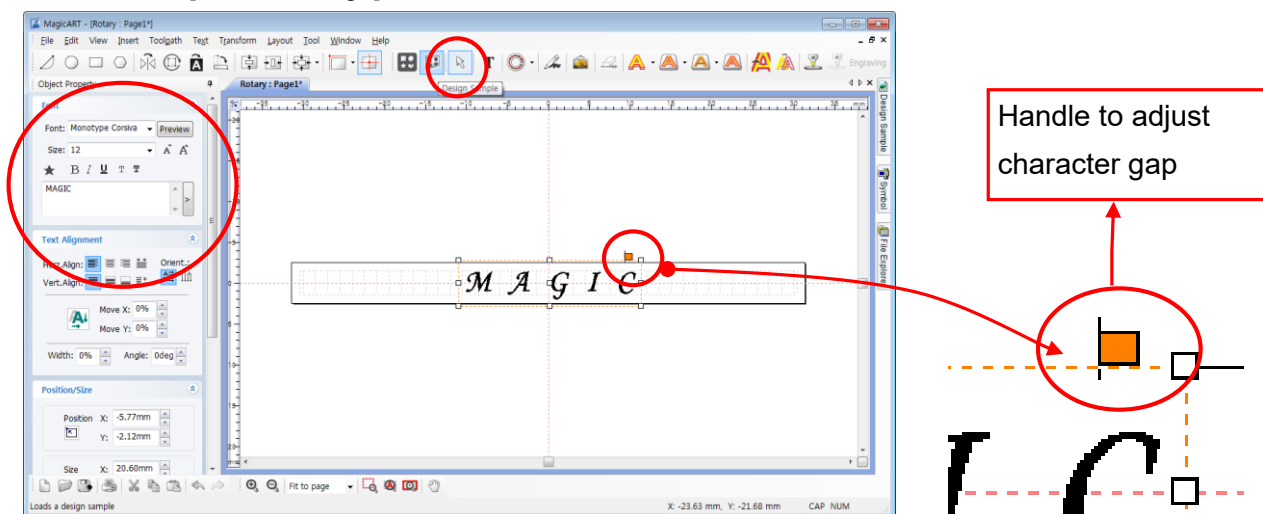 MagicART - [Rotary : Page1*]
File Edit View Insert Toolpath Text Transform Layout Tool Window Help
Engraving
Object Property
Rotary : Page1*
Design Sample
Font
Font: Monotype Corsiva Preview
Size: 12
B I U T T
MAGIC
Text Alignment
Horz.Align: Orient.:
Vert.Align:
Move X: 0%
Move Y: 0%
Width: 0% Angle: 0deg
Position/Size
Position X: -5.77mm
Y: -2.12mm
Size X: 20.60mm
MAGIC
Design Sample
Symbol
File Explorer
Fit to page
Loads a design sample
X: -23.63 mm, Y: -21.68 mm CAP NUM
Handle to adjust
character gap